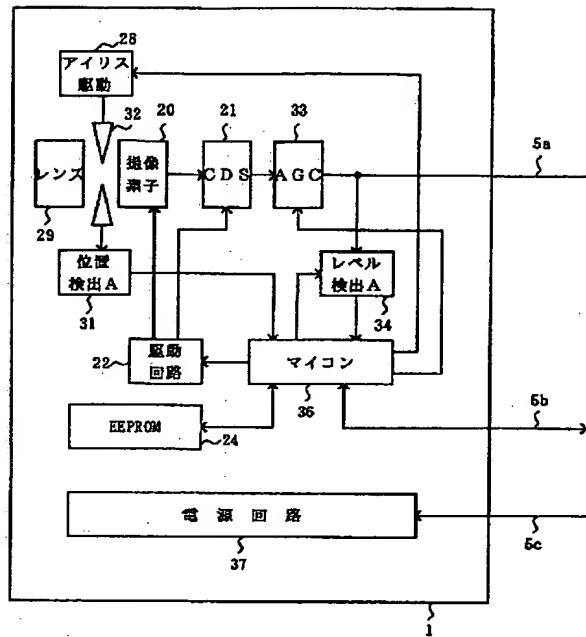 28
アイリス
駆動
32
20
21
33
5a
レンズ
撮像
素子
CDS
AGC
29
位置
検出A
31
レベル
検出A
34
22
駆動
回路
マイコン
36
EEPROM
24
5b
電源回路
37
5c
1